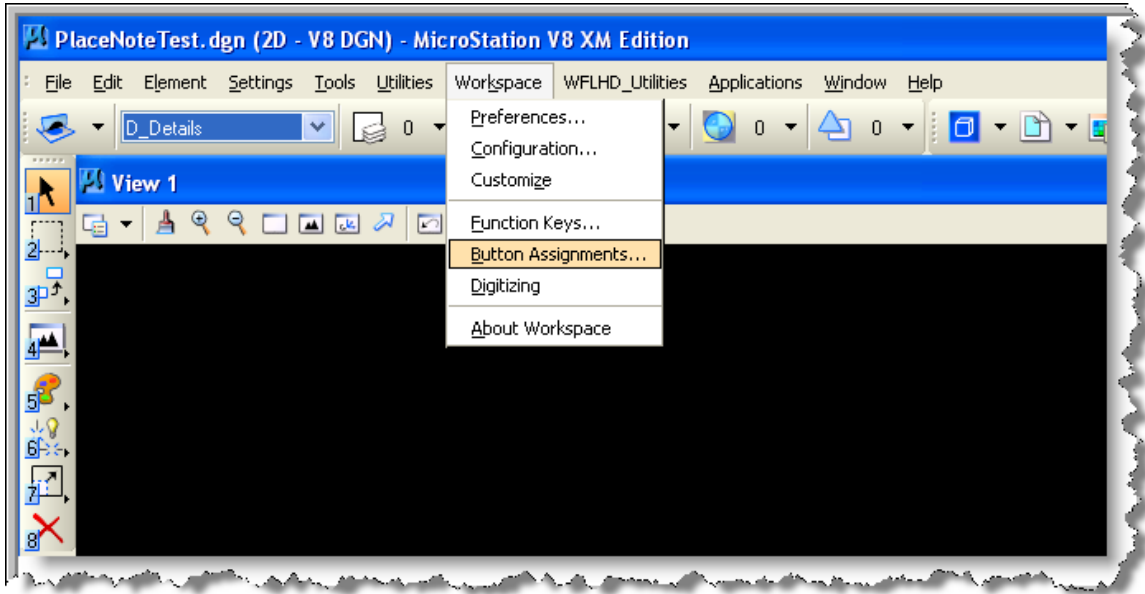 PlaceNoteTest.dgn (2D - V8 DGN) - MicroStation V8 XM Edition
File Edit Element Settings Tools Utilities Workspace WFLHD_Utilities Applications Window Help
D_Details 0 0 0
Preferences...
Configuration...
Customize
Function Keys...
Button Assignments...
Digitizing
About Workspace
View 1
1
2
3
4
5
6
7
8